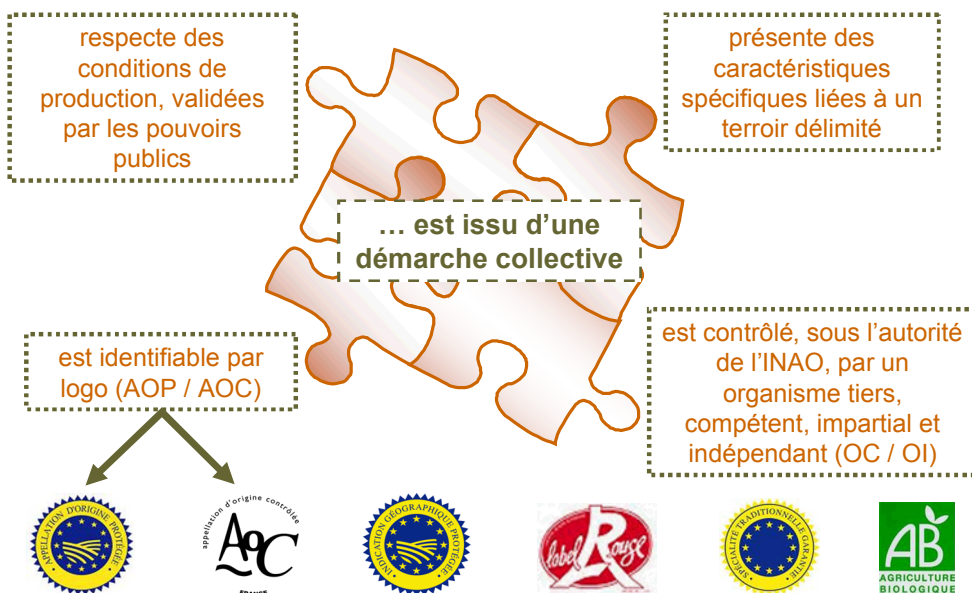 respecte des
conditions de
production, validées
par les pouvoirs
publics
présente des
caractéristiques
spécifiques liées à un
terroir délimité
… est issu d’une
démarche collective
est identifiable par
logo (AOP / AOC)
est contrôlé, sous l’autorité
de l’INAO, par un
organisme tiers,
compétent, impartial et
indépendant (OC / OI)
APPELLATION D'ORIGINE PROTÉGÉE
appellation d'origine contrôlée
AOC
FRANCE
INDICATION GÉOGRAPHIQUE PROTÉGÉE
label Rouge
SPÉCIALITÉ TRADITIONNELLE GARANTIE
AB
AGRICULTURE
BIOLOGIQUE